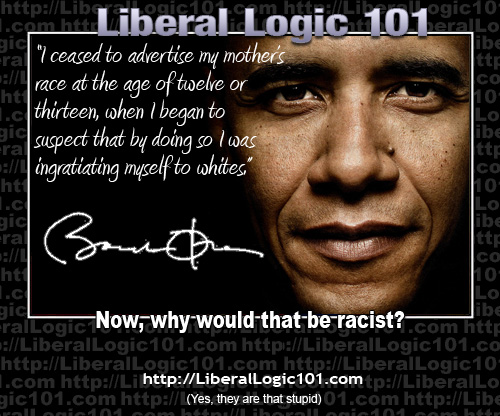 Liberal Logic 101
"I ceased to advertise my mother's
race at the age of twelve or
thirteen, when I began to
suspect that by doing so I was
ingratiating myself to whites."
Now, why would that be racist?
http://LiberalLogic101.com
(Yes, they are that stupid)